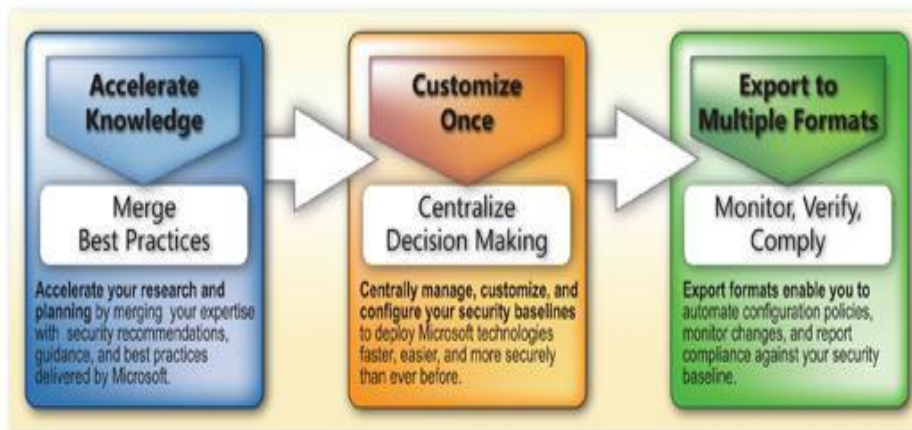 Accelerate
Knowledge
Merge
Best Practices
Accelerate your research and
planning by merging your expertise
with security recommendations,
guidance, and best practices
delivered by Microsoft.
Customize
Once
Centralize
Decision Making
Centrally manage, customize, and
configure your security baselines
to deploy Microsoft technologies
faster, easier, and more securely
than ever before.
Export to
Multiple Formats
Monitor, Verify,
Comply
Export formats enable you to
automate configuration policies,
monitor changes, and report
compliance against your security
baseline.